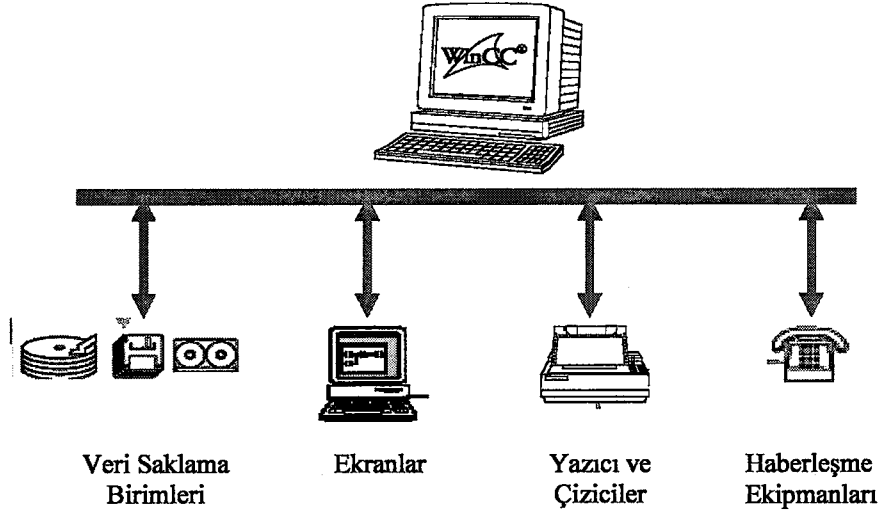 WinCC®
Veri Saklama
Birimleri
Ekranlar
Yazıcı ve
Çiziciler
Haberleşme
Ekipmanları